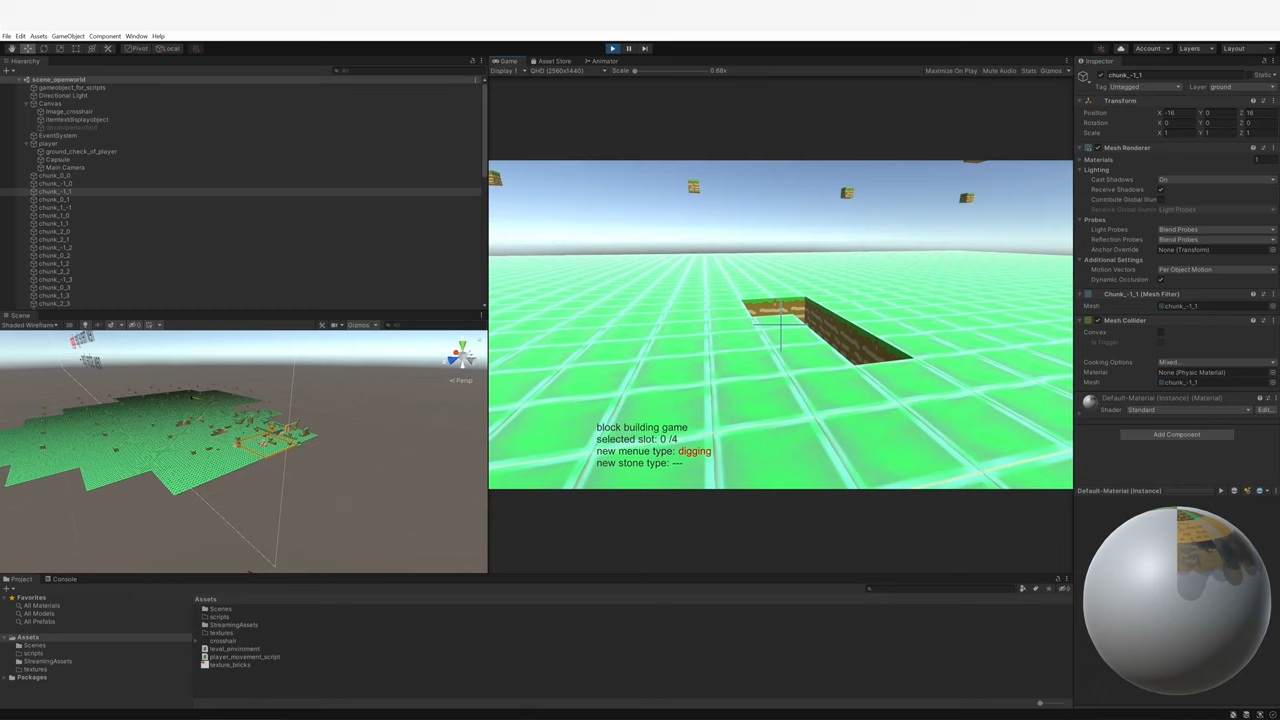 File Edit Assets GameObject Component Window Help
Pivot Local Account Layers Layout
Hierarchy
All
scene_openworld
gameobject_for_scripts
Directional Light
Canvas
Image_crosshair
itemtextdisplayobject
EventSystem
player
ground_check_of_player
Capsule
Main Camera
chunk_0_0
chunk_-1_0
chunk_-1_1
chunk_0_1
chunk_1_-1
chunk_1_0
chunk_1_1
chunk_2_0
chunk_2_1
chunk_-1_2
chunk_0_2
chunk_1_2
chunk_2_2
chunk_-1_3
chunk_0_3
chunk_1_3
chunk_2_3
Scene
Shaded Wireframe 2D Gizmos All
Persp
Game Asset Store Animator
Display 1 QHD (2560x1440) Scale 0.68x Maximize On Play Mute Audio Stats Gizmos
block building game
selected slot: 0 /4
new menue type: digging
new stone type: ---
Inspector
chunk_-1_1 Static
Tag Untagged Layer ground
Transform
Position X -16 Y 0 Z 16
Rotation X 0 Y 0 Z 0
Scale X 1 Y 1 Z 1
Mesh Renderer
Materials 1
Lighting
Cast Shadows On
Receive Shadows
Contribute Global Illum
Receive Global Illumin Light Probes
Probes
Light Probes Blend Probes
Reflection Probes Blend Probes
Anchor Override None (Transform)
Additional Settings
Motion Vectors Per Object Motion
Dynamic Occlusion
Chunk_-1_1 (Mesh Filter)
Mesh chunk_-1_1
Mesh Collider
Convex
Is Trigger
Cooking Options Mixed...
Material None (Physic Material)
Mesh chunk_-1_1
Default-Material (Instance) (Material)
Shader Standard Edit...
Add Component
Default-Material (Instance)
Project Console
Favorites
All Materials
All Models
All Prefabs
Assets
Scenes
scripts
StreamingAssets
textures
Packages
Assets
Scenes
scripts
StreamingAssets
textures
crosshair
level_enviroment
player_movement_script
texture_bricks